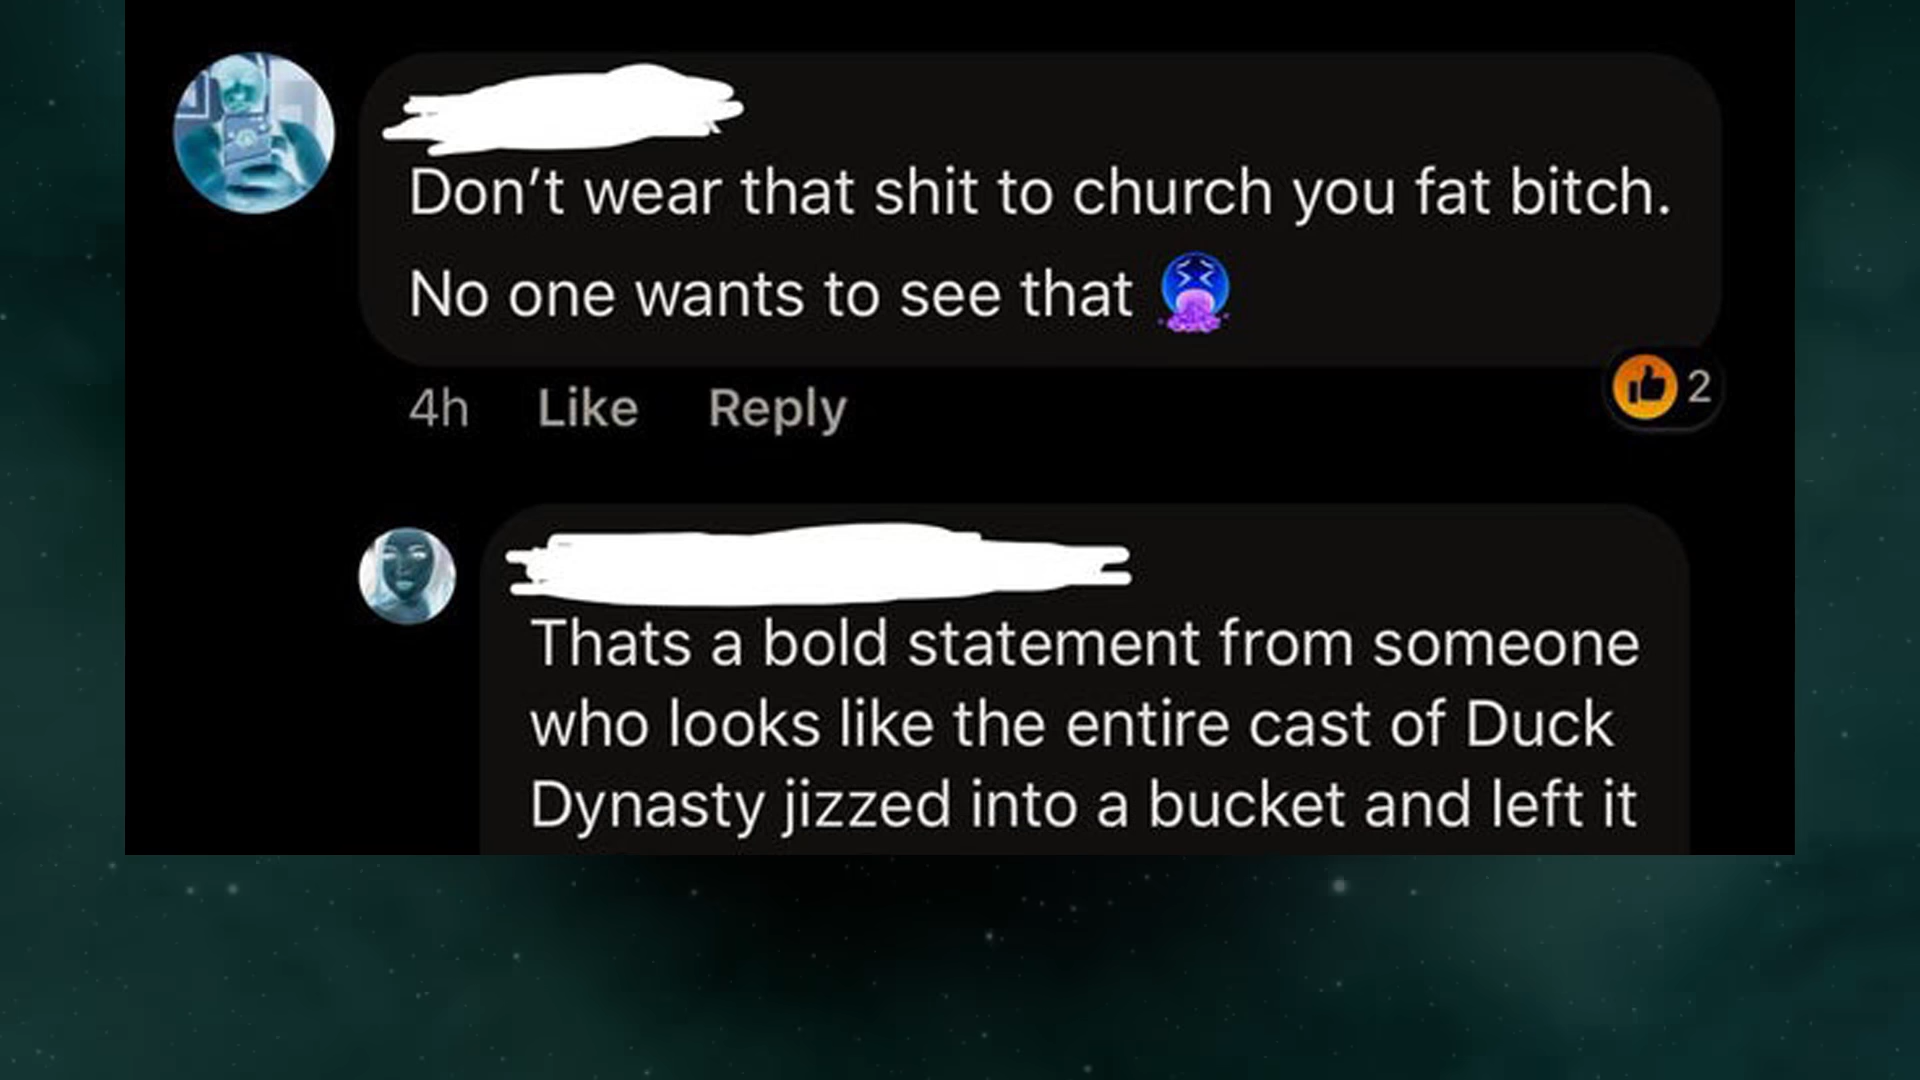 Don’t wear that shit to church you fat bitch.
No one wants to see that 🤮
4h Like Reply
2
Thats a bold statement from someone
who looks like the entire cast of Duck
Dynasty jizzed into a bucket and left it